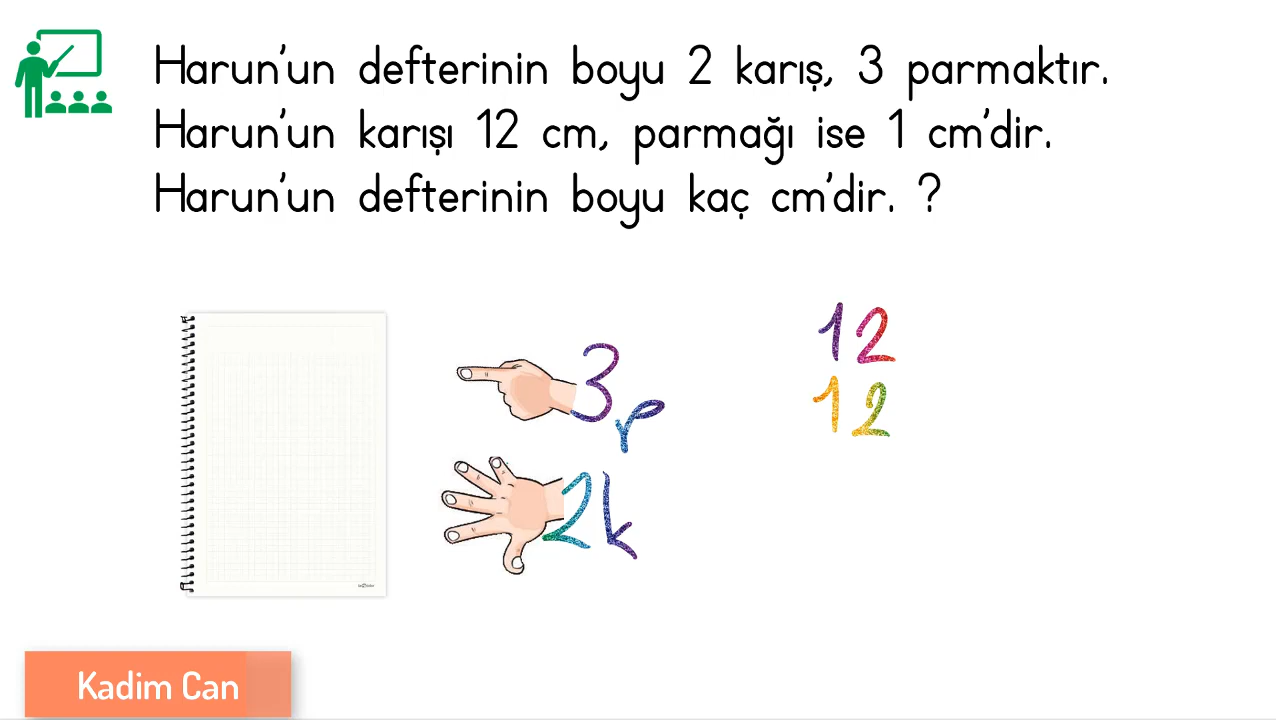 Harun'un defterinin boyu 2 karış, 3 parmaktır.
Harun'un karışı 12 cm, parmağı ise 1 cm'dir.
Harun'un defterinin boyu kaç cm'dir. ?
3p
2k
12
12
Kadim Can